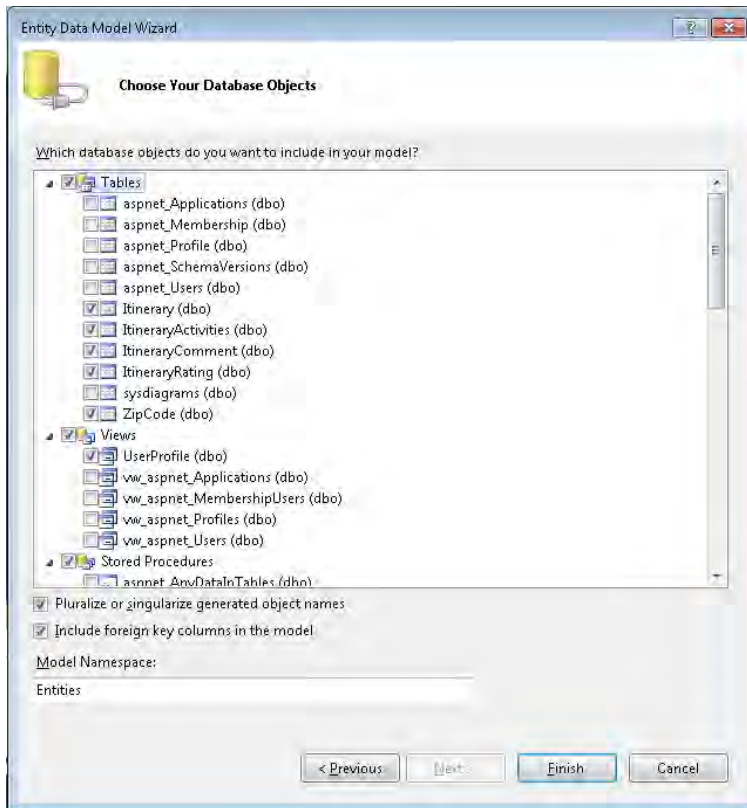 Entity Data Model Wizard
Choose Your Database Objects
Which database objects do you want to include in your model?
Tables
aspnet_Applications (dbo)
aspnet_Membership (dbo)
aspnet_Profile (dbo)
aspnet_SchemaVersions (dbo)
aspnet_Users (dbo)
Itinerary (dbo)
ItineraryActivities (dbo)
ItineraryComment (dbo)
ItineraryRating (dbo)
sysdiagrams (dbo)
ZipCode (dbo)
Views
UserProfile (dbo)
vw_aspnet_Applications (dbo)
vw_aspnet_MembershipUsers (dbo)
vw_aspnet_Profiles (dbo)
vw_aspnet_Users (dbo)
Stored Procedures
aspnet_AnyDataInTables (dbo)
Pluralize or singularize generated object names
Include foreign key columns in the model
Model Namespace:
Entities
< Previous Next > Finish Cancel